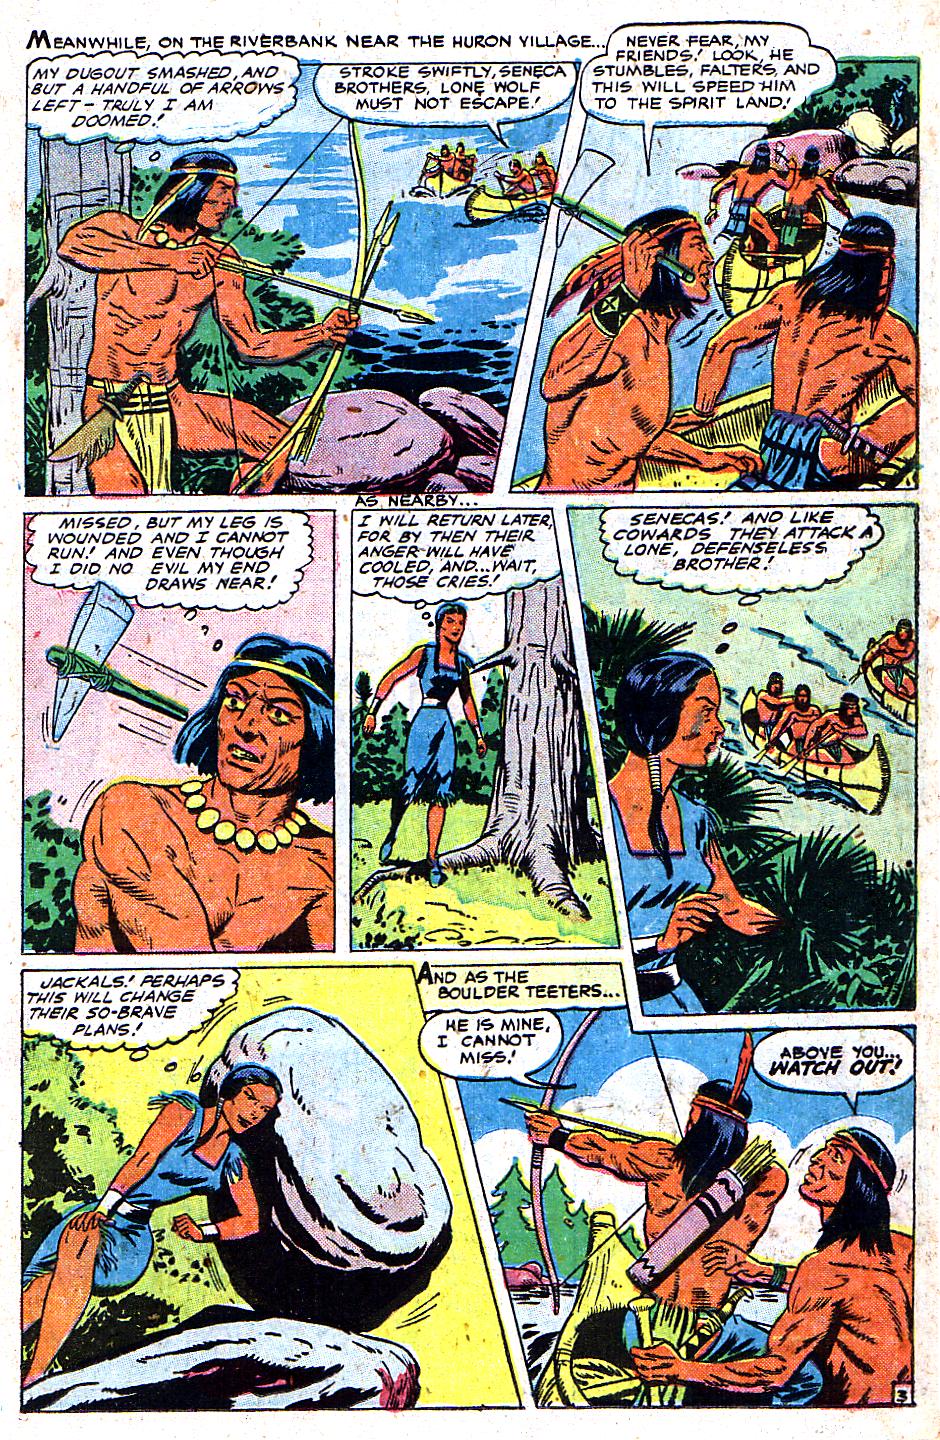 MEANWHILE, ON THE RIVERBANK NEAR THE HURON VILLAGE...
MY DUGOUT SMASHED, AND
BUT A HANDFUL OF ARROWS
LEFT - TRULY I AM
DOOMED!
STROKE SWIFTLY, SENECA
BROTHERS, LONE WOLF
MUST NOT ESCAPE!
NEVER FEAR, MY
FRIENDS! LOOK, HE
STUMBLES, FALTERS, AND
THIS WILL SPEED HIM
TO THE SPIRIT LAND!
MISSED, BUT MY LEG IS
WOUNDED AND I CANNOT
RUN! AND EVEN THOUGH
I DID NO EVIL MY END
DRAWS NEAR!
AS NEARBY...
I WILL RETURN LATER,
FOR BY THEN THEIR
ANGER WILL HAVE
COOLED, AND...WAIT,
THOSE CRIES!
SENECAS! AND LIKE
COWARDS THEY ATTACK A
LONE, DEFENSELESS
BROTHER!
JACKALS! PERHAPS
THIS WILL CHANGE
THEIR SO-BRAVE
PLANS!
AND AS THE
BOULDER TEETERS...
HE IS MINE,
I CANNOT
MISS!
ABOVE YOU...
WATCH OUT!
3